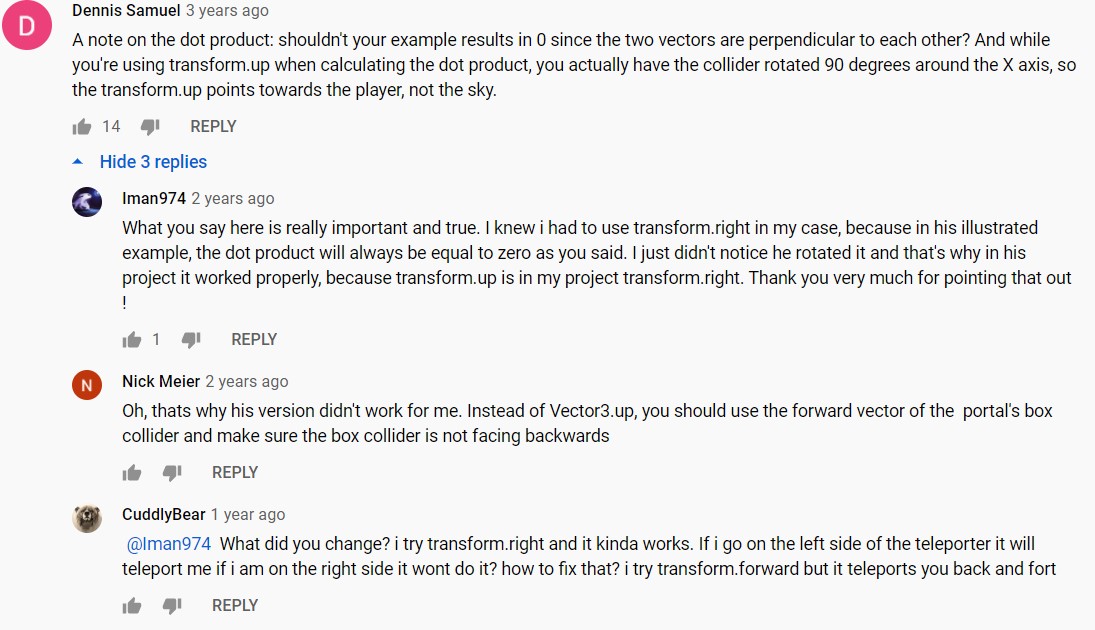 D
Dennis Samuel 3 years ago
A note on the dot product: shouldn't your example results in 0 since the two vectors are perpendicular to each other? And while
you're using transform.up when calculating the dot product, you actually have the collider rotated 90 degrees around the X axis, so
the transform.up points towards the player, not the sky.
14 REPLY
Hide 3 replies
Iman974 2 years ago
What you say here is really important and true. I knew i had to use transform.right in my case, because in his illustrated
example, the dot product will always be equal to zero as you said. I just didn't notice he rotated it and that's why in his
project it worked properly, because transform.up is in my project transform.right. Thank you very much for pointing that out
!
1 REPLY
N
Nick Meier 2 years ago
Oh, thats why his version didn't work for me. Instead of Vector3.up, you should use the forward vector of the  portal's box
collider and make sure the box collider is not facing backwards
REPLY
CuddlyBear 1 year ago
@Iman974  What did you change? i try transform.right and it kinda works. If i go on the left side of the teleporter it will
teleport me if i am on the right side it wont do it? how to fix that? i try transform.forward but it teleports you back and fort
REPLY